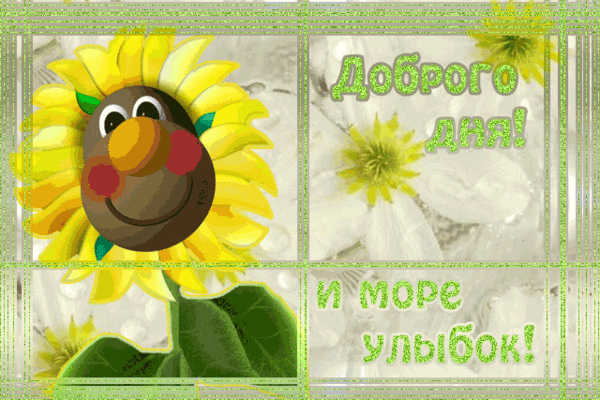 Доброго
дня!
и море
улыбок!